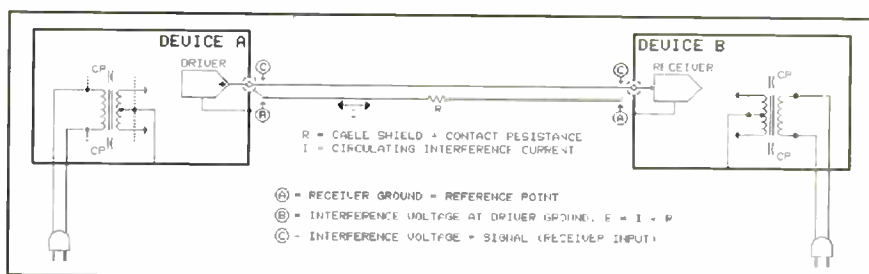 DEVICE A
DEVICE B
DRIVER
RECEIVER
CP
CP
CP
CP
C
C
B
A
I
R
R = CABLE SHIELD + CONTACT RESISTANCE
I = CIRCULATING INTERFERENCE CURRENT
A = RECEIVER GROUND = REFERENCE POINT
B = INTERFERENCE VOLTAGE AT DRIVER GROUND, E = I × R
C = INTERFERENCE VOLTAGE + SIGNAL (RECEIVER INPUT)